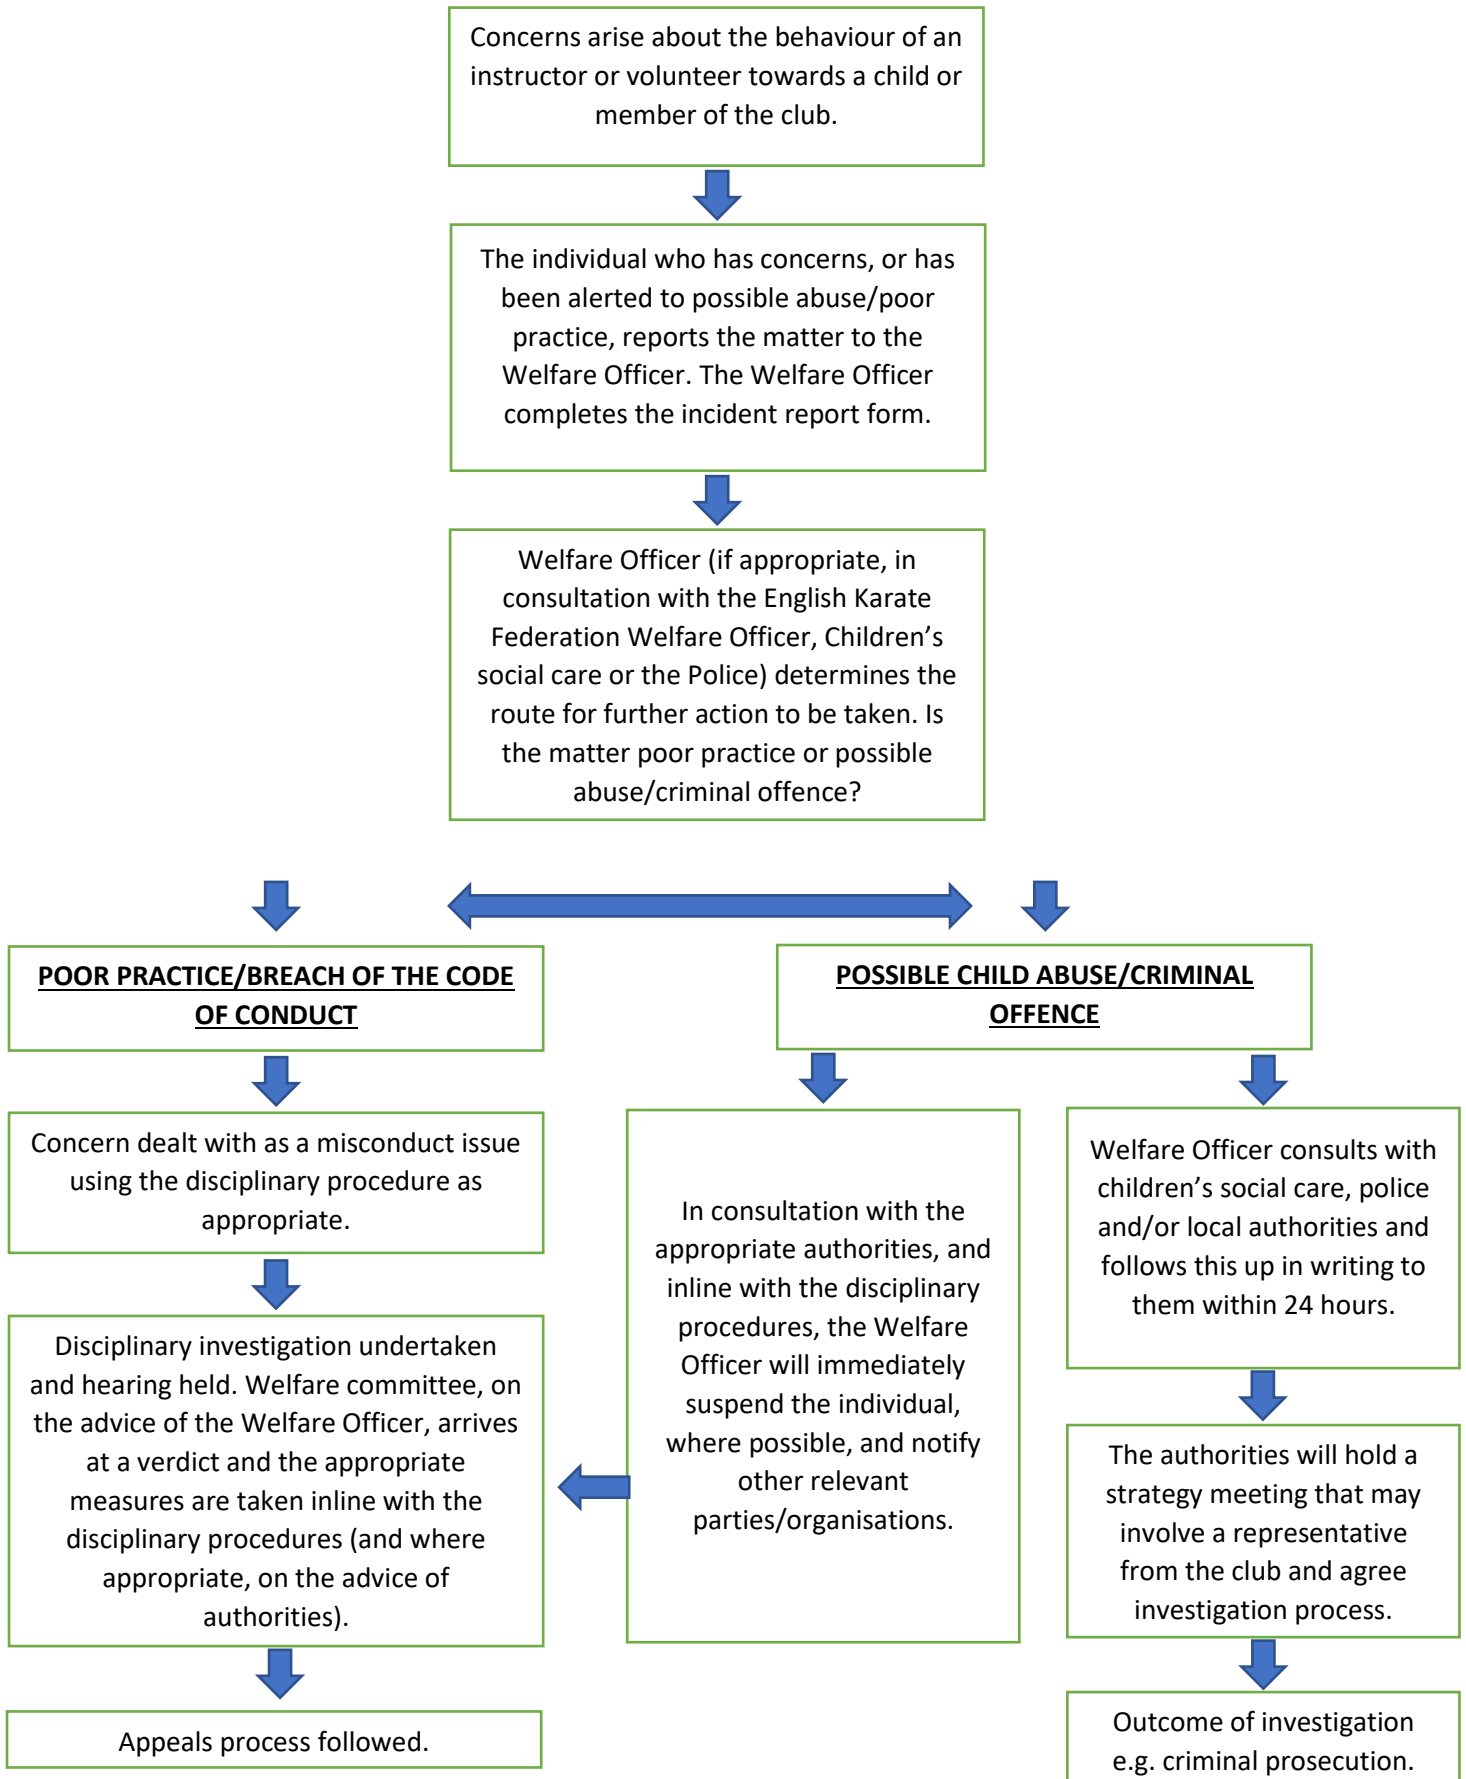 Concerns arise about the behaviour of an
instructor or volunteer towards a child or
member of the club.
The individual who has concerns, or has
been alerted to possible abuse/poor
practice, reports the matter to the
Welfare Officer. The Welfare Officer
completes the incident report form.
Welfare Officer (if appropriate, in
consultation with the English Karate
Federation Welfare Officer, Children’s
social care or the Police) determines the
route for further action to be taken. Is
the matter poor practice or possible
abuse/criminal offence?
POOR PRACTICE/BREACH OF THE CODE
OF CONDUCT
Concern dealt with as a misconduct issue
using the disciplinary procedure as
appropriate.
Disciplinary investigation undertaken
and hearing held. Welfare committee, on
the advice of the Welfare Officer, arrives
at a verdict and the appropriate
measures are taken inline with the
disciplinary procedures (and where
appropriate, on the advice of
authorities).
Appeals process followed.
POSSIBLE CHILD ABUSE/CRIMINAL
OFFENCE
In consultation with the
appropriate authorities, and
inline with the disciplinary
procedures, the Welfare
Officer will immediately
suspend the individual,
where possible, and notify
other relevant
parties/organisations.
Welfare Officer consults with
children’s social care, police
and/or local authorities and
follows this up in writing to
them within 24 hours.
The authorities will hold a
strategy meeting that may
involve a representative
from the club and agree
investigation process.
Outcome of investigation
e.g. criminal prosecution.